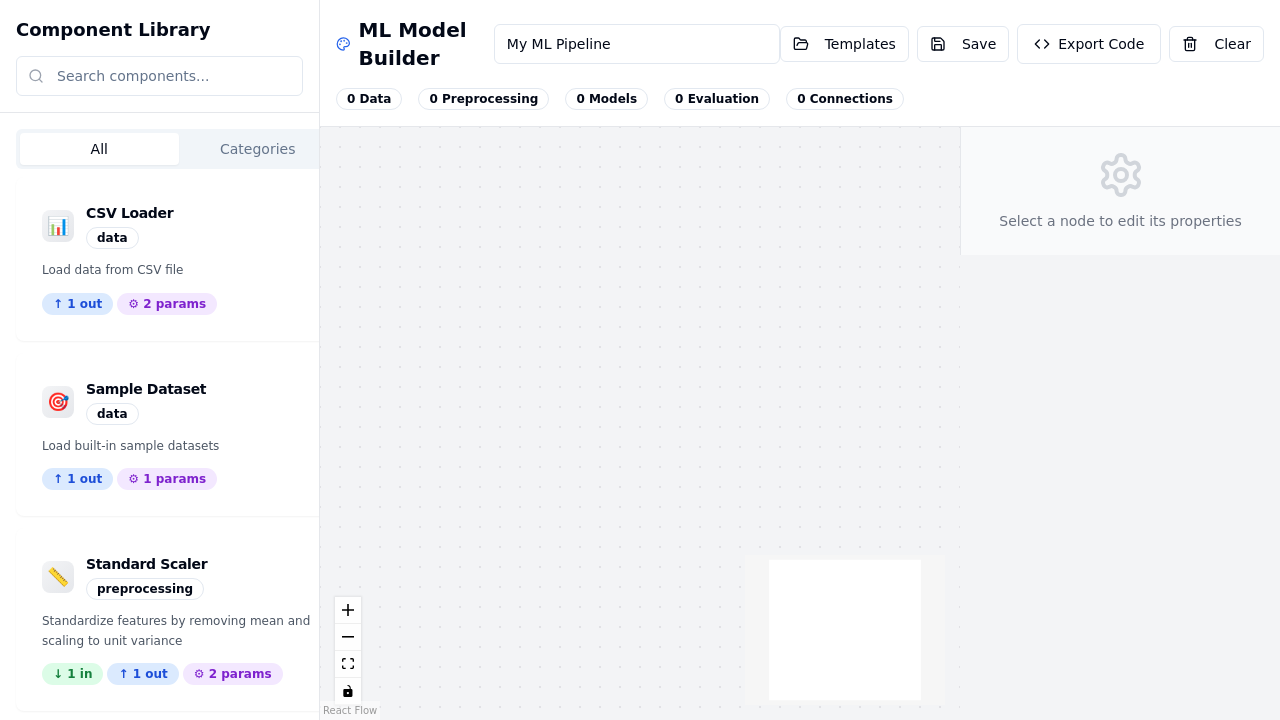 Component Library
Search components...
All
Categories
CSV Loader
data
Load data from CSV file
↑ 1 out
⚙ 2 params
Sample Dataset
data
Load built-in sample datasets
↑ 1 out
⚙ 1 params
Standard Scaler
preprocessing
Standardize features by removing mean and
scaling to unit variance
↓ 1 in
↑ 1 out
⚙ 2 params
ML Model
Builder
My ML Pipeline
Templates
Save
Export Code
Clear
0 Data
0 Preprocessing
0 Models
0 Evaluation
0 Connections
Select a node to edit its properties
React Flow